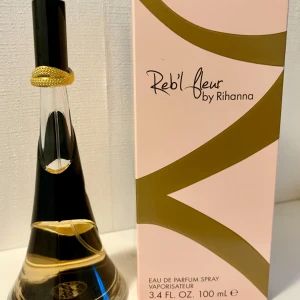 Reb'l fleur
by Rihanna
EAU DE PARFUM SPRAY
VAPORISATEUR
3.4 FL. OZ. 100 mL e